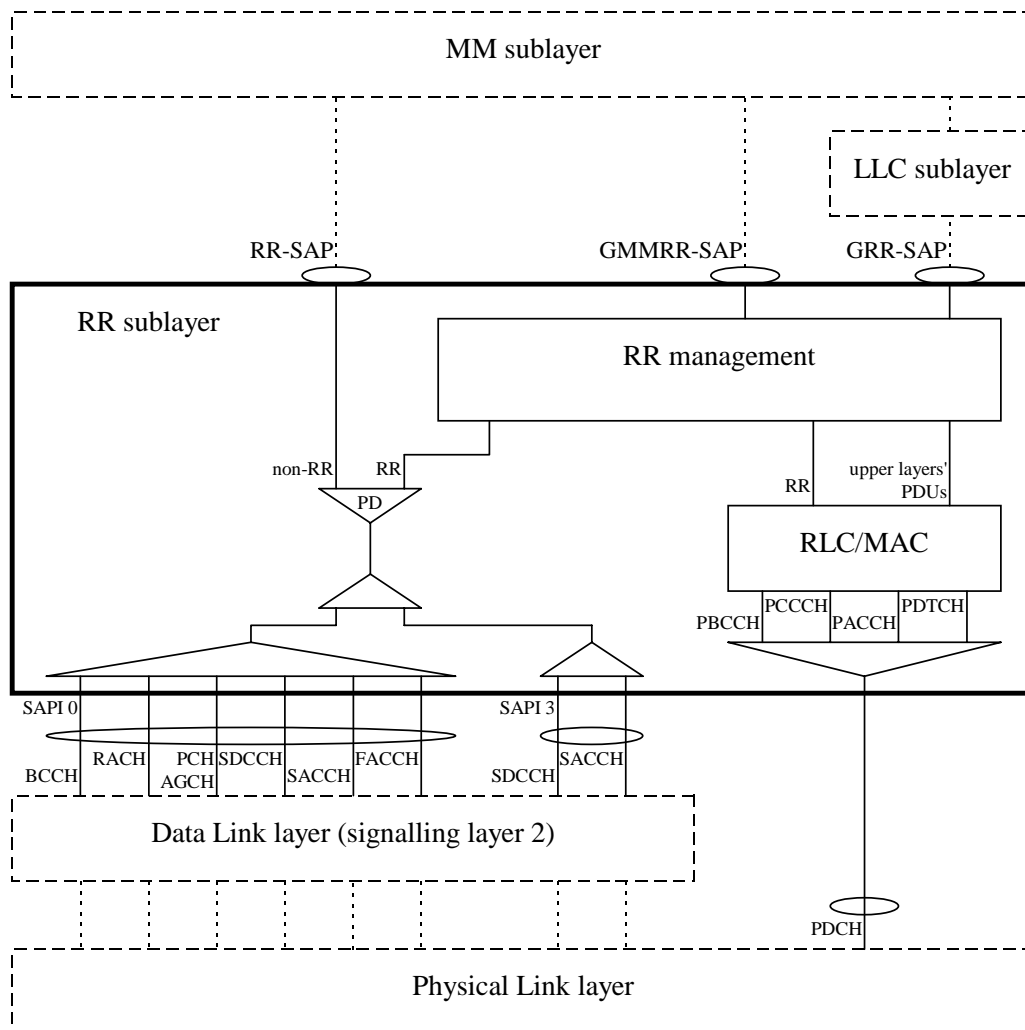 MM sublayer
LLC sublayer
RR-SAP
GMMRR-SAP
GRR-SAP
RR sublayer
RR management
non-RR
RR
PD
RR
upper layers'
PDUs
RLC/MAC
PBCCH
PCCCH
PACCH
PDTCH
SAPI 0
SAPI 3
BCCH
RACH
PCH
AGCH
SDCCH
SACCH
FACCH
SDCCH
SACCH
Data Link layer (signalling layer 2)
PDCH
Physical Link layer